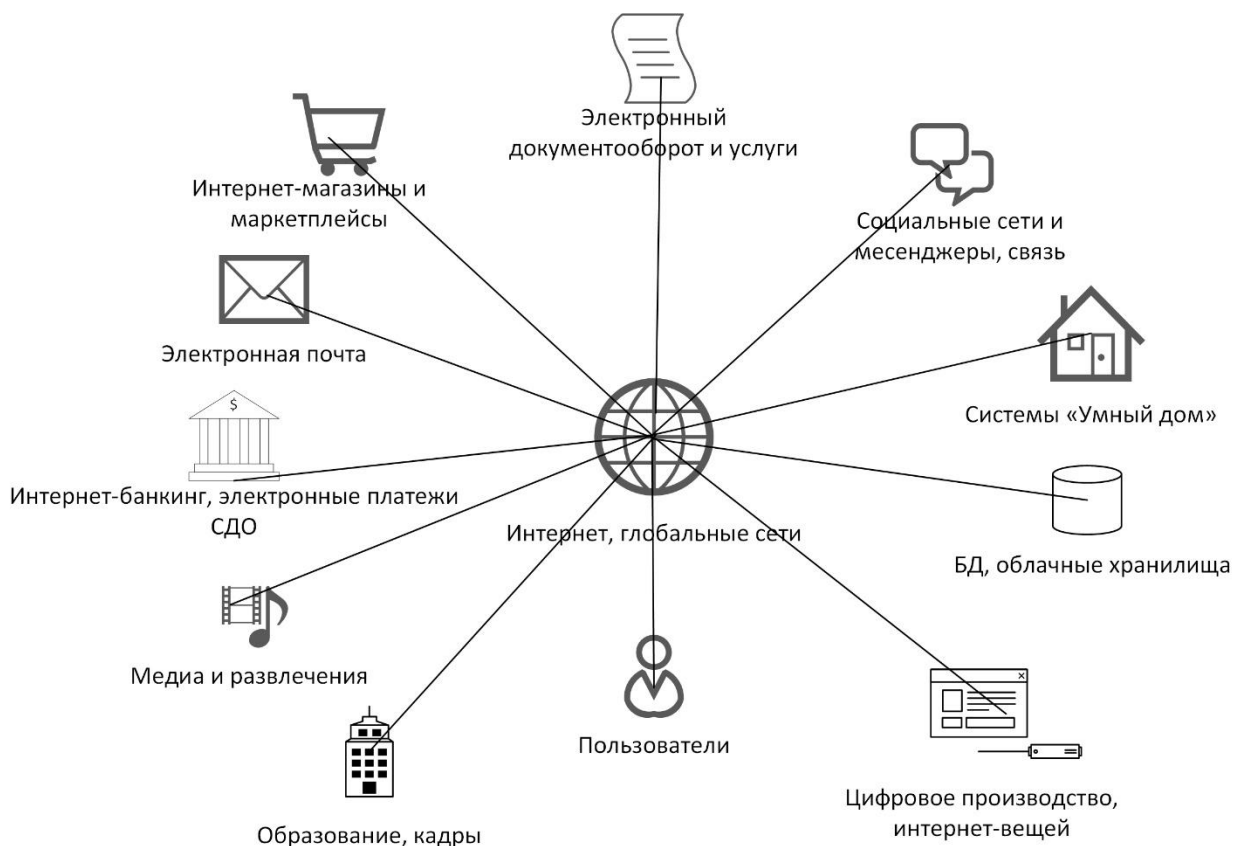 Электронный
документооборот и услуги
Интернет-магазины и
маркетплейсы
Социальные сети и
месенджеры, связь
Электронная почта
Системы «Умный дом»
$
Интернет-банкинг, электронные платежи
СДО
Интернет, глобальные сети
БД, облачные хранилища
Медиа и развлечения
Пользователи
Цифровое производство,
интернет-вещей
Образование, кадры